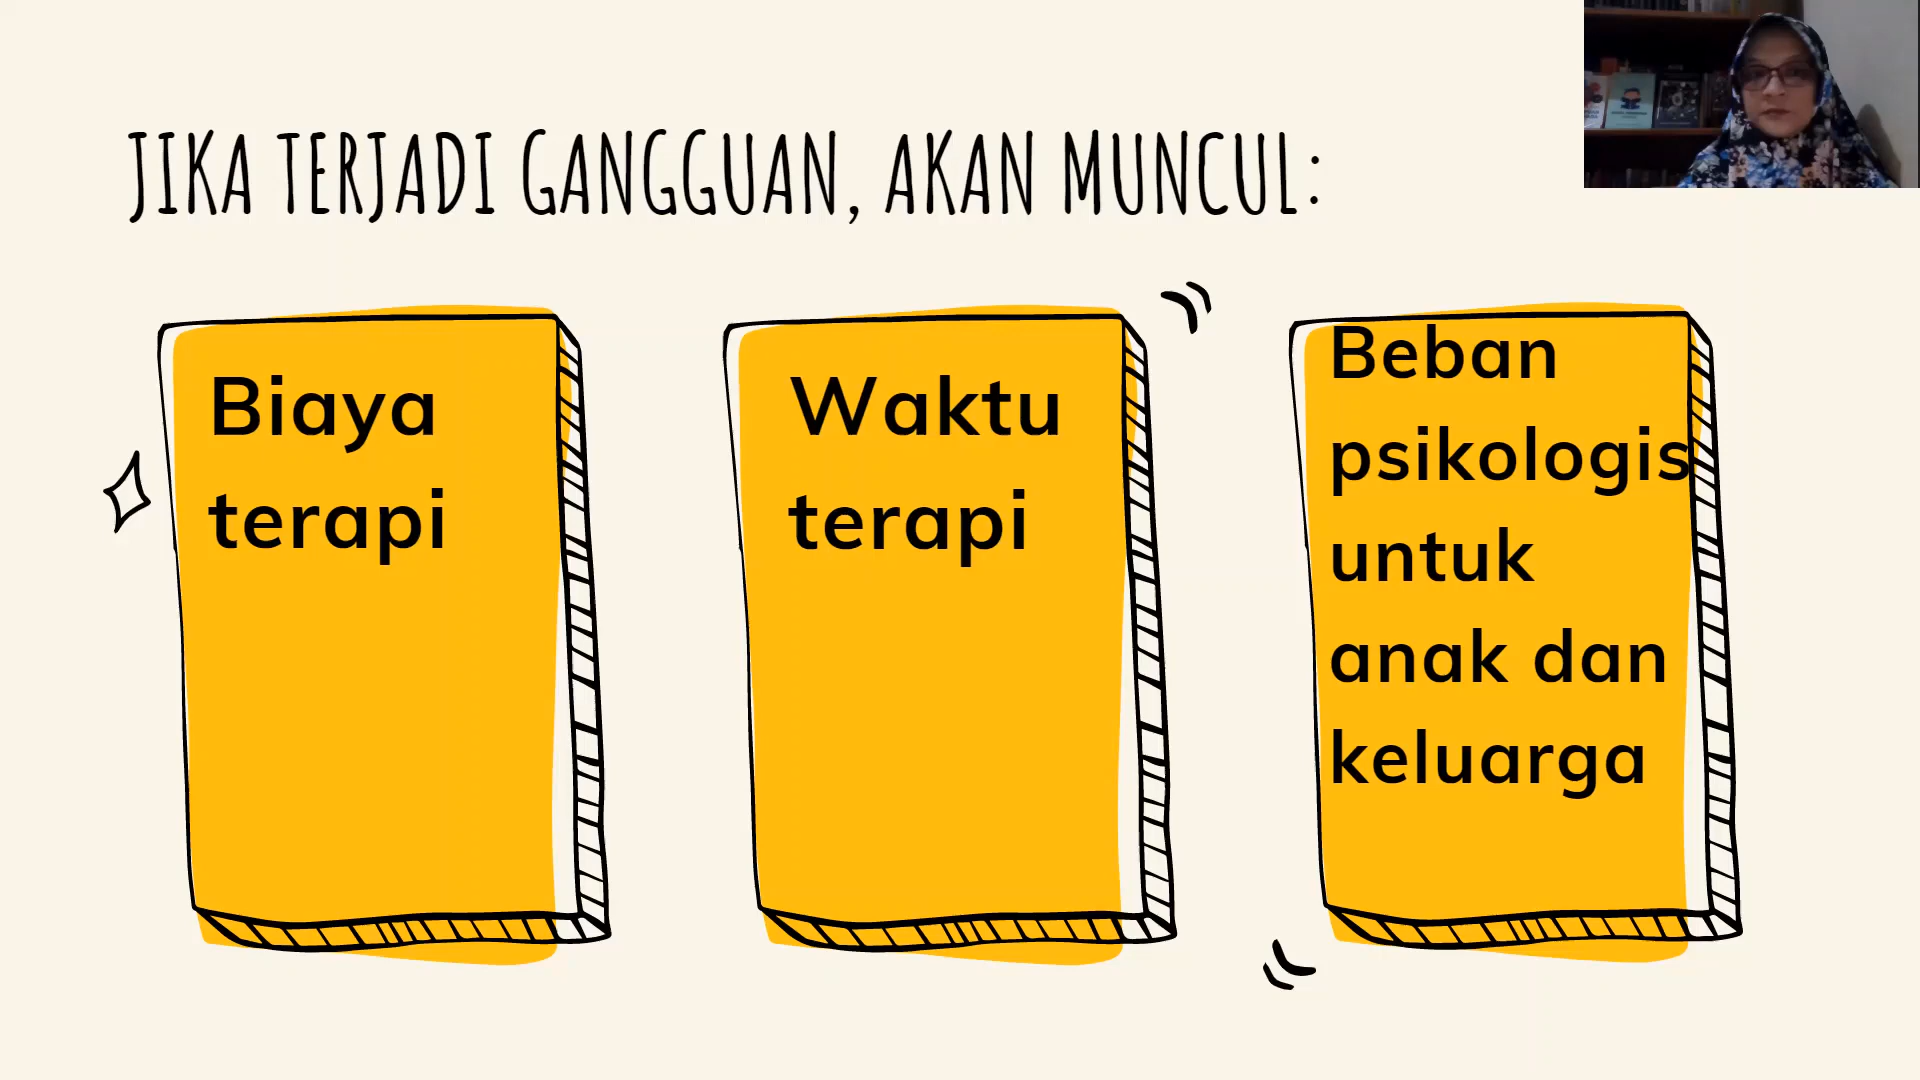 JIKA TERJADI GANGGUAN, AKAN MUNCUL:
Biaya
terapi
Waktu
terapi
Beban
psikologis
untuk
anak dan
keluarga